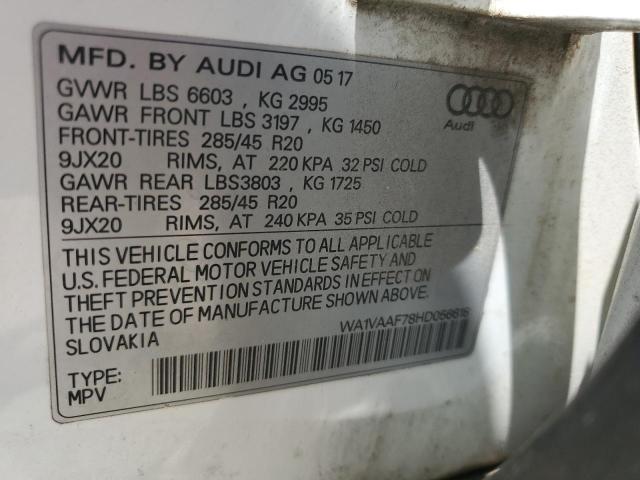 MFD. BY AUDI AG 05 17
GVWR LBS 6603 , KG 2995
GAWR FRONT LBS 3197 , KG 1450
FRONT-TIRES 285/45 R20
9JX20 RIMS, AT 220 KPA 32 PSI COLD
GAWR REAR LBS3803 , KG 1725
REAR-TIRES 285/45 R20
9JX20 RIMS, AT 240 KPA 35 PSI COLD
Audi
THIS VEHICLE CONFORMS TO ALL APPLICABLE
U.S. FEDERAL MOTOR VEHICLE SAFETY AND
THEFT PREVENTION STANDARDS IN EFFECT ON
THE DATE OF MANUFACTURE SHOWN ABOVE.
SLOVAKIA
WA1VAAF78HD056618
TYPE:
MPV